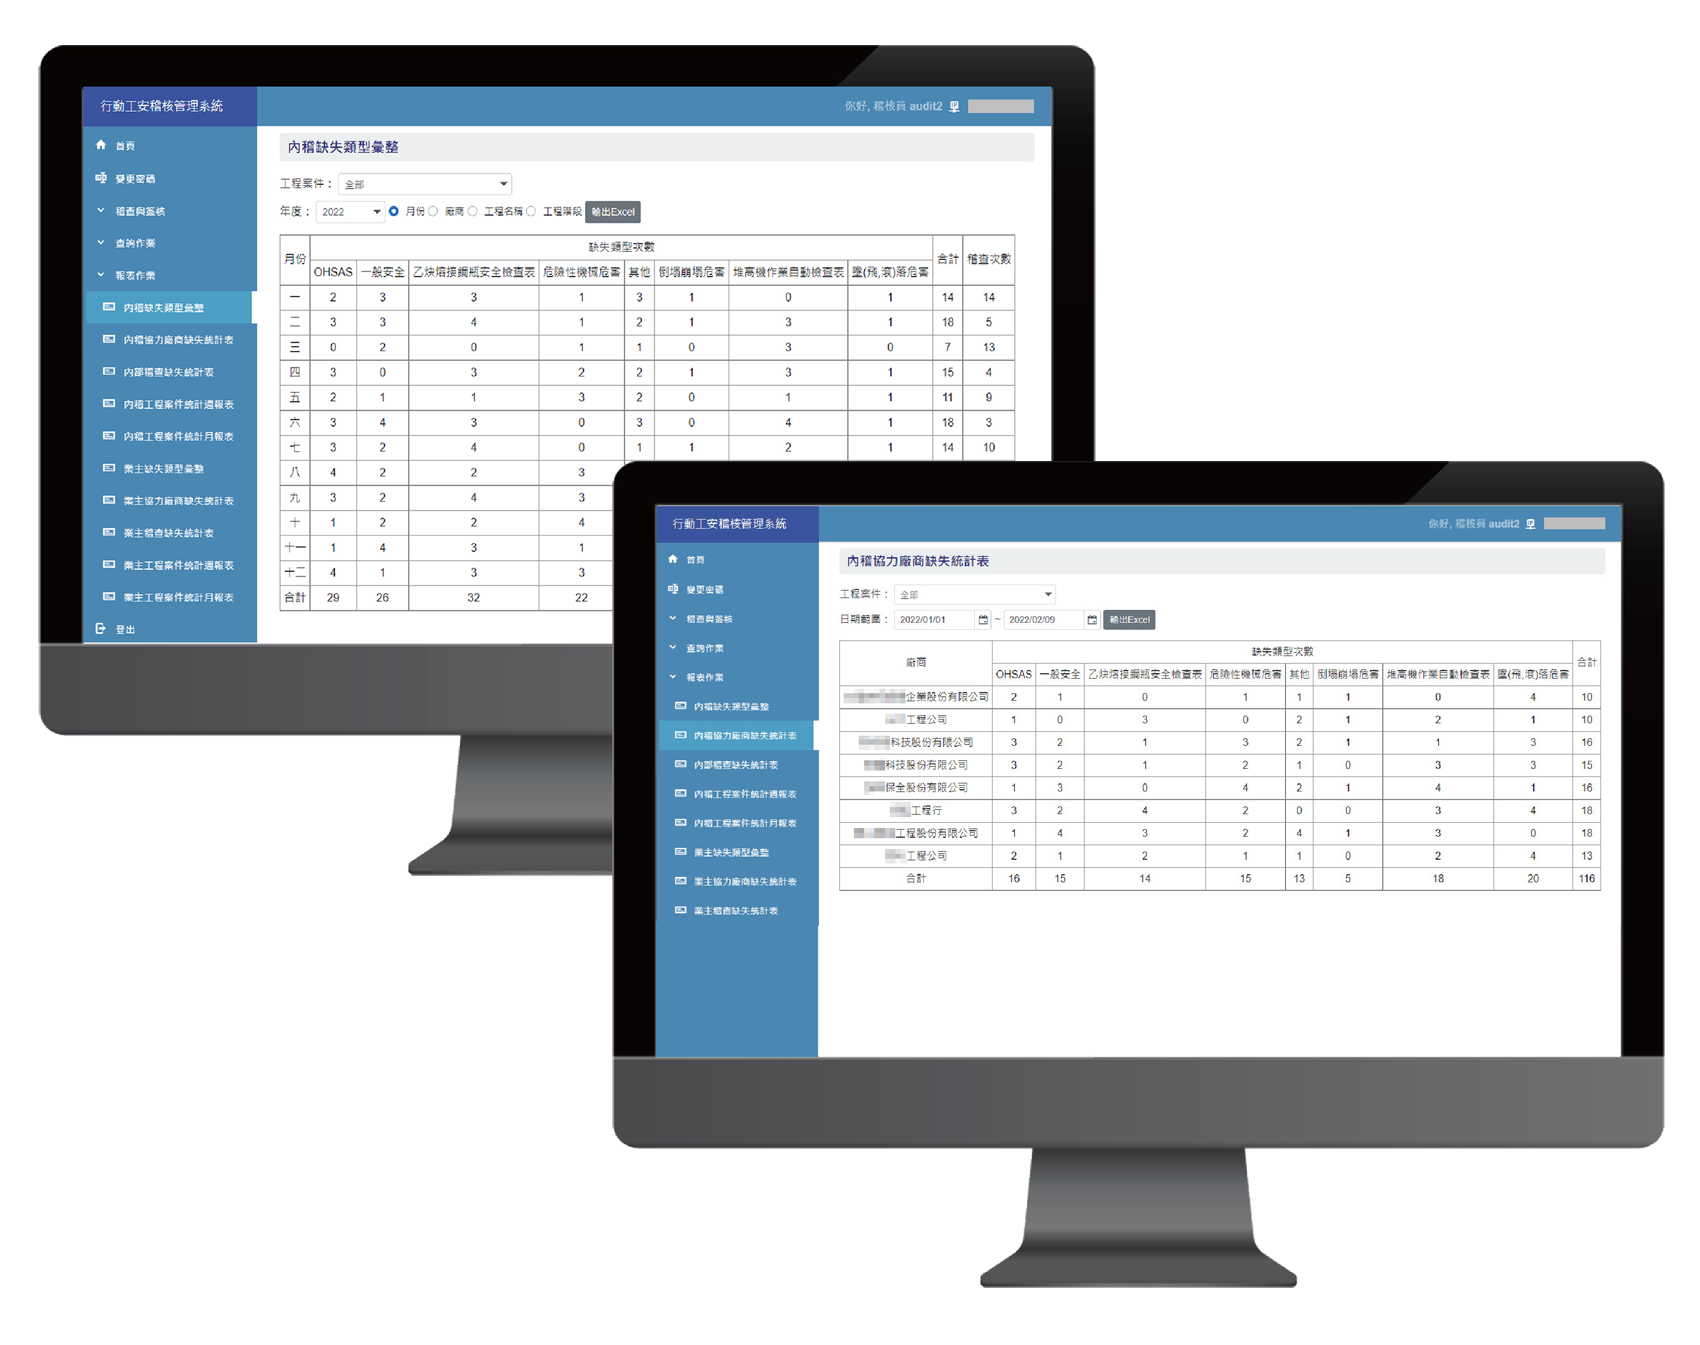 行動工安稽核管理系統
你好, 稽核員 audit2
首頁
變更密碼
稽查與簽核
查詢作業
報表作業
內稽缺失類型彙整
內稽協力廠商缺失統計表
內部稽查缺失統計表
內稽工程案件統計週報表
內稽工程案件統計月報表
業主缺失類型彙整
業主協力廠商缺失統計表
業主稽查缺失統計表
業主工程案件統計週報表
業主工程案件統計月報表
登出
內稽缺失類型彙整
工程案件： 全部
年度： 2022 月份 廠商 工程名稱 工程階段 輸出Excel
月份 缺失類型次數 合計 稽查次數
OHSAS 一般安全 乙炔熔接鋼瓶安全檢查表 危險性機械危害 其他 倒塌崩塌危害 堆高機作業自動檢查表 墜(飛,滾)落危害
一 2 3 3 1 3 1 0 1 14 14
二 3 3 4 1 2 1 3 1 18 5
三 0 2 0 1 1 0 3 0 7 13
四 3 0 3 2 2 1 3 1 15 4
五 2 1 1 3 2 0 1 1 11 9
六 3 4 3 0 3 0 4 1 18 3
七 3 2 4 0 1 1 2 1 14 10
八 4 2 2 3
九 3 2 4 3
十 1 2 2 4
十一 1 4 3 1
十二 4 1 3 3
合計 29 26 32 22
行動工安稽核管理系統
你好, 稽核員 audit2
首頁
變更密碼
稽查與簽核
查詢作業
報表作業
內稽缺失類型彙整
內稽協力廠商缺失統計表
內部稽查缺失統計表
內稽工程案件統計週報表
內稽工程案件統計月報表
業主缺失類型彙整
業主協力廠商缺失統計表
業主稽查缺失統計表
內稽協力廠商缺失統計表
工程案件： 全部
日期範圍： 2022/01/01 ~ 2022/02/09 輸出Excel
廠商 缺失類型次數 合計
OHSAS 一般安全 乙炔熔接鋼瓶安全檢查表 危險性機械危害 其他 倒塌崩塌危害 堆高機作業自動檢查表 墜(飛,滾)落危害
企業股份有限公司 2 1 0 1 1 1 0 4 10
工程公司 1 0 3 0 2 1 2 1 10
科技股份有限公司 3 2 1 3 2 1 1 3 16
科技股份有限公司 3 2 1 2 1 0 3 3 15
保全股份有限公司 1 3 0 4 2 1 4 1 16
工程行 3 2 4 2 0 0 3 4 18
工程股份有限公司 1 4 3 2 4 1 3 0 18
工程公司 2 1 2 1 1 0 2 4 13
合計 16 15 14 15 13 5 18 20 116